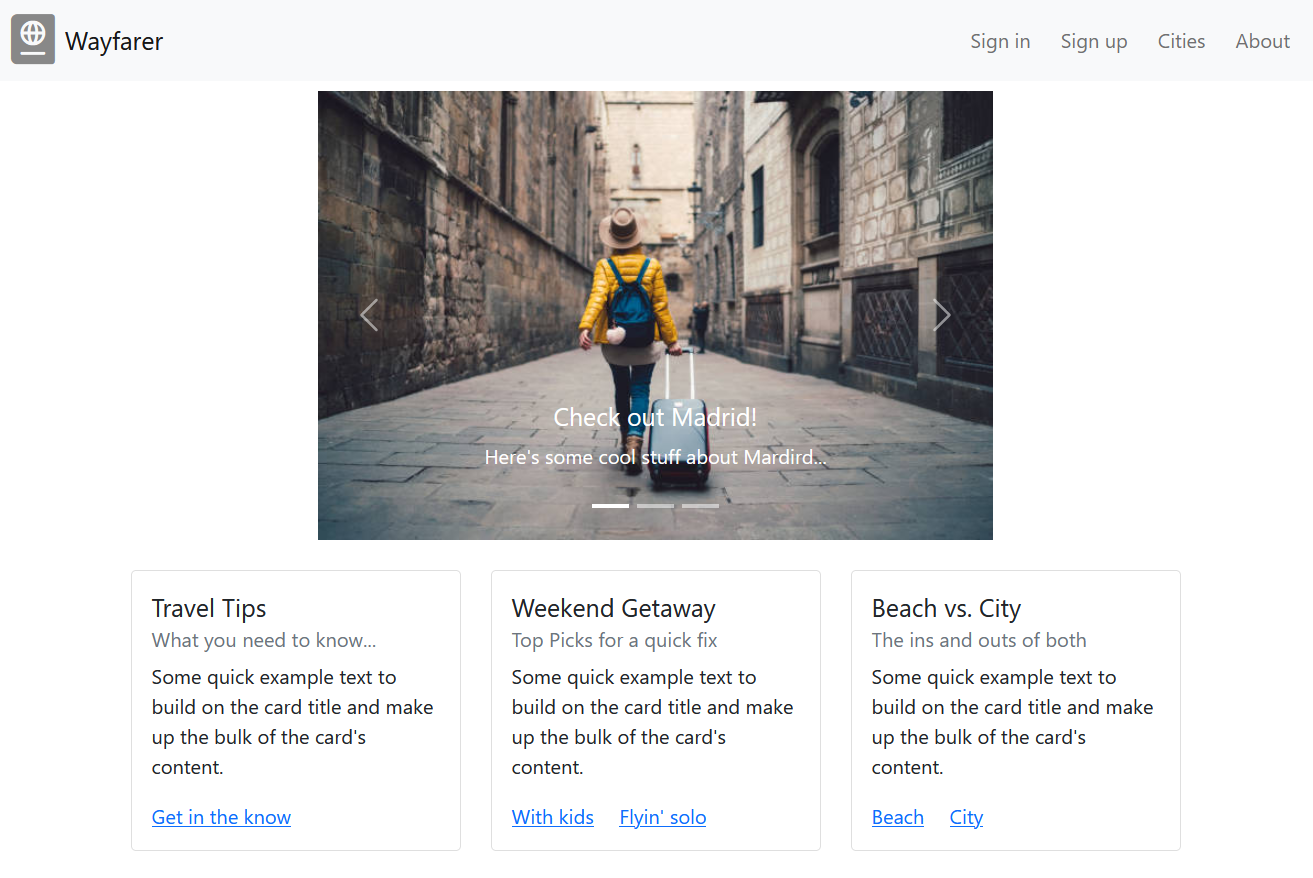 Wayfarer
Sign in
Sign up
Cities
About
Check out Madrid!
Here's some cool stuff about Mardird...
Travel Tips
What you need to know...
Some quick example text to
build on the card title and make
up the bulk of the card's
content.
Get in the know
Weekend Getaway
Top Picks for a quick fix
Some quick example text to
build on the card title and make
up the bulk of the card's
content.
With kids
Flyin' solo
Beach vs. City
The ins and outs of both
Some quick example text to
build on the card title and make
up the bulk of the card's
content.
Beach
City